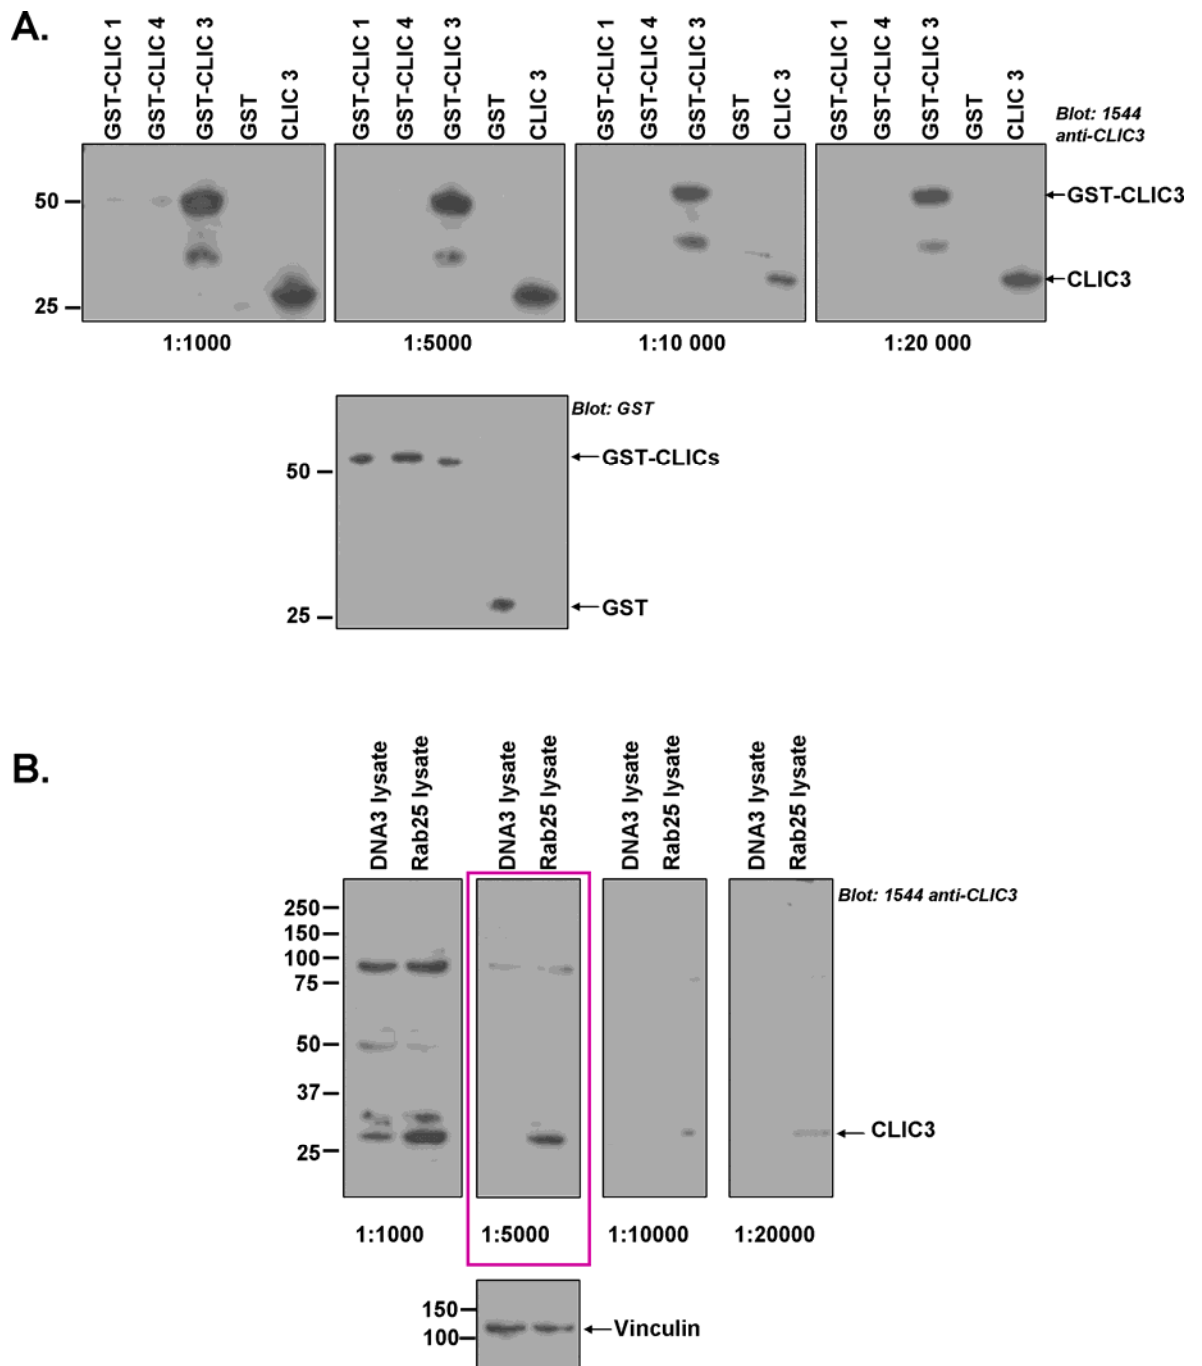 A.
GST-CLIC 1
GST-CLIC 4
GST-CLIC 3
GST
CLIC 3
GST-CLIC 1
GST-CLIC 4
GST-CLIC 3
GST
CLIC 3
GST-CLIC 1
GST-CLIC 4
GST-CLIC 3
GST
CLIC 3
GST-CLIC 1
GST-CLIC 4
GST-CLIC 3
GST
CLIC 3
Blot: 1544
anti-CLIC3
50
25
GST-CLIC3
CLIC3
1:1000
1:5000
1:10 000
1:20 000
Blot: GST
50
25
GST-CLICs
GST
B.
DNA3 lysate
Rab25 lysate
DNA3 lysate
Rab25 lysate
DNA3 lysate
Rab25 lysate
DNA3 lysate
Rab25 lysate
Blot: 1544 anti-CLIC3
250
150
100
75
50
37
25
CLIC3
1:1000
1:5000
1:10000
1:20000
150
100
Vinculin